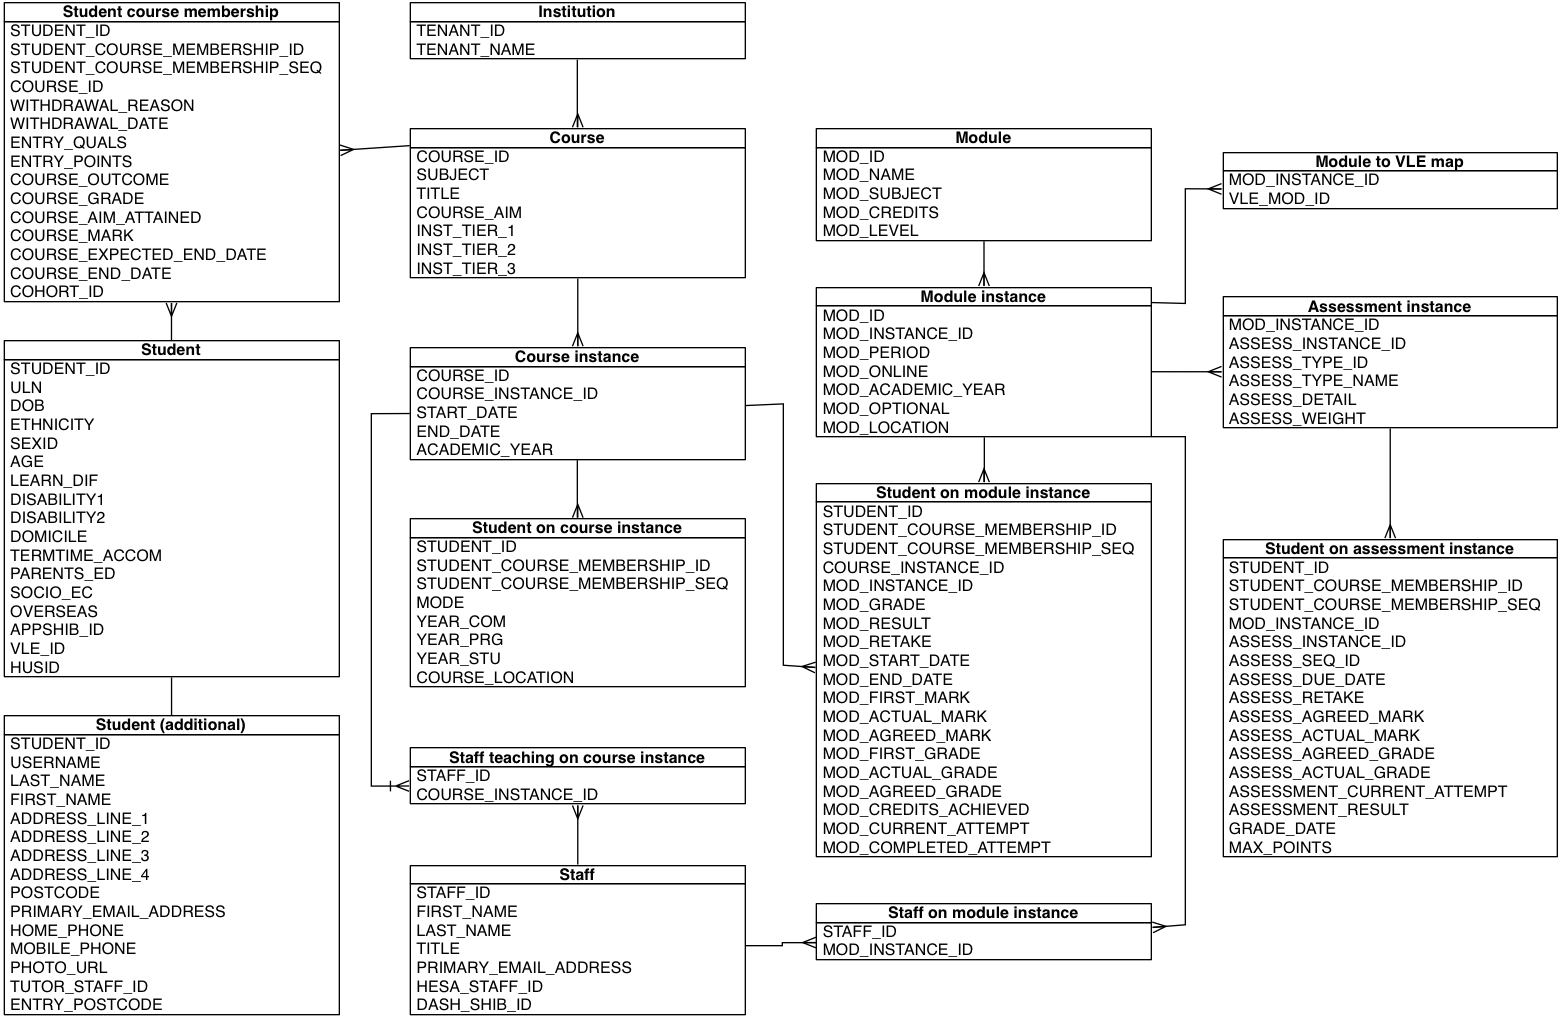 Student course membership
STUDENT_ID
STUDENT_COURSE_MEMBERSHIP_ID
STUDENT_COURSE_MEMBERSHIP_SEQ
COURSE_ID
WITHDRAWAL_REASON
WITHDRAWAL_DATE
ENTRY_QUALS
ENTRY_POINTS
COURSE_OUTCOME
COURSE_GRADE
COURSE_AIM_ATTAINED
COURSE_MARK
COURSE_EXPECTED_END_DATE
COURSE_END_DATE
COHORT_ID
Student
STUDENT_ID
ULN
DOB
ETHNICITY
SEXID
AGE
LEARN_DIF
DISABILITY1
DISABILITY2
DOMICILE
TERMTIME_ACCOM
PARENTS_ED
SOCIO_EC
OVERSEAS
APPSHIB_ID
VLE_ID
HUSID
Student (additional)
STUDENT_ID
USERNAME
LAST_NAME
FIRST_NAME
ADDRESS_LINE_1
ADDRESS_LINE_2
ADDRESS_LINE_3
ADDRESS_LINE_4
POSTCODE
PRIMARY_EMAIL_ADDRESS
HOME_PHONE
MOBILE_PHONE
PHOTO_URL
TUTOR_STAFF_ID
ENTRY_POSTCODE
Institution
TENANT_ID
TENANT_NAME
Course
COURSE_ID
SUBJECT
TITLE
COURSE_AIM
INST_TIER_1
INST_TIER_2
INST_TIER_3
Course instance
COURSE_ID
COURSE_INSTANCE_ID
START_DATE
END_DATE
ACADEMIC_YEAR
Student on course instance
STUDENT_ID
STUDENT_COURSE_MEMBERSHIP_ID
STUDENT_COURSE_MEMBERSHIP_SEQ
MODE
YEAR_COM
YEAR_PRG
YEAR_STU
COURSE_LOCATION
Staff teaching on course instance
STAFF_ID
COURSE_INSTANCE_ID
Staff
STAFF_ID
FIRST_NAME
LAST_NAME
TITLE
PRIMARY_EMAIL_ADDRESS
HESA_STAFF_ID
DASH_SHIB_ID
Module
MOD_ID
MOD_NAME
MOD_SUBJECT
MOD_CREDITS
MOD_LEVEL
Module instance
MOD_ID
MOD_INSTANCE_ID
MOD_PERIOD
MOD_ONLINE
MOD_ACADEMIC_YEAR
MOD_OPTIONAL
MOD_LOCATION
Student on module instance
STUDENT_ID
STUDENT_COURSE_MEMBERSHIP_ID
STUDENT_COURSE_MEMBERSHIP_SEQ
COURSE_INSTANCE_ID
MOD_INSTANCE_ID
MOD_GRADE
MOD_RESULT
MOD_RETAKE
MOD_START_DATE
MOD_END_DATE
MOD_FIRST_MARK
MOD_ACTUAL_MARK
MOD_AGREED_MARK
MOD_FIRST_GRADE
MOD_ACTUAL_GRADE
MOD_AGREED_GRADE
MOD_CREDITS_ACHIEVED
MOD_CURRENT_ATTEMPT
MOD_COMPLETED_ATTEMPT
Staff on module instance
STAFF_ID
MOD_INSTANCE_ID
Module to VLE map
MOD_INSTANCE_ID
VLE_MOD_ID
Assessment instance
MOD_INSTANCE_ID
ASSESS_INSTANCE_ID
ASSESS_TYPE_ID
ASSESS_TYPE_NAME
ASSESS_DETAIL
ASSESS_WEIGHT
Student on assessment instance
STUDENT_ID
STUDENT_COURSE_MEMBERSHIP_ID
STUDENT_COURSE_MEMBERSHIP_SEQ
MOD_INSTANCE_ID
ASSESS_INSTANCE_ID
ASSESS_SEQ_ID
ASSESS_DUE_DATE
ASSESS_RETAKE
ASSESS_AGREED_MARK
ASSESS_ACTUAL_MARK
ASSESS_AGREED_GRADE
ASSESS_ACTUAL_GRADE
ASSESSMENT_CURRENT_ATTEMPT
ASSESSMENT_RESULT
GRADE_DATE
MAX_POINTS